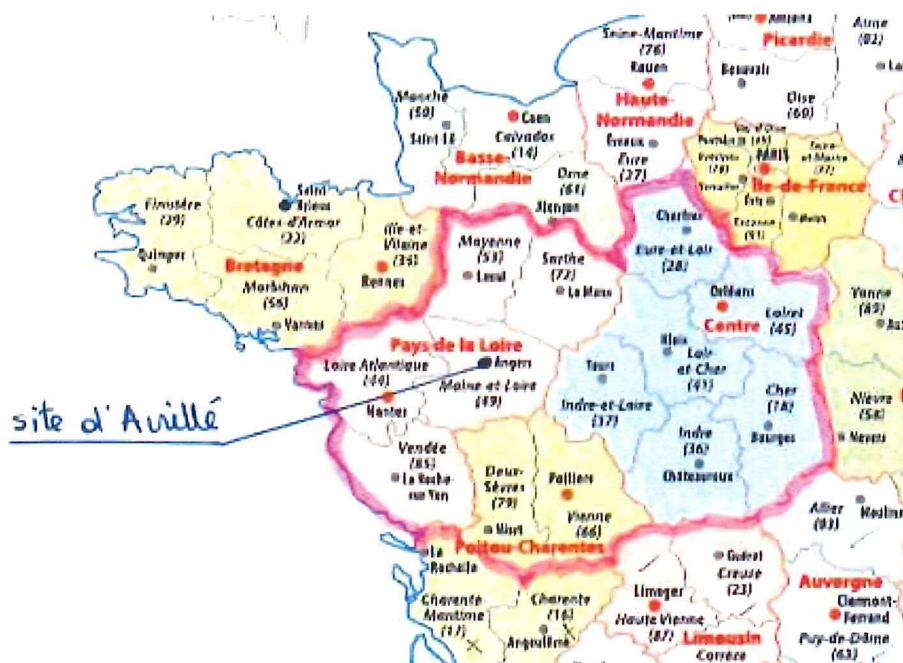 Amiens
Picardie
Aisne
(02)
Seine-Maritime
(76)
Rouen
Beauvais
Oise
(60)
Haute-
Normandie
Manche
(50)
Saint Lô
Caen
Calvados
(14)
Évreux
Eure
(27)
Basse-
Normandie
Orne
(61)
Alençon
PARIS
Île-de-France
Évry
Essonne
(91)
Melun
Finistère
(29)
Saint
Brieuc
Côtes-d'Armor
(22)
Quimper
Bretagne
Morbihan
(56)
Vannes
Ille-et-
Vilaine
(35)
Rennes
Mayenne
(53)
Laval
Sarthe
(72)
Le Mans
Chartres
Eure-et-Loir
(28)
Orléans
Loiret
(45)
Centre
Yonne
(89)
Pays de la Loire
Loire Atlantique
(44)
Angers
Maine-et-Loire
(49)
Nantes
Blois
Loir-
et Cher
(41)
Tours
Indre-et-Loire
(37)
Cher
(18)
Bourges
Nièvre
(58)
Nevers
site d'Avrillé
Vendée
(85)
La Roche-
sur Yon
Deux-
Sèvres
(79)
Niort
Poitiers
Vienne
(86)
Poitou-Charentes
Indre
(36)
Châteauroux
Allier
(03)
Moulins
La
Rochelle
Charente-
Maritime
(17)
Charente
(16)
Angoulême
Limoges
Haute Vienne
(87)
Guéret
Creuse
(23)
Limousin
Corrèze
Auvergne
Clermont-
Ferrand
Puy-de-Dôme
(63)